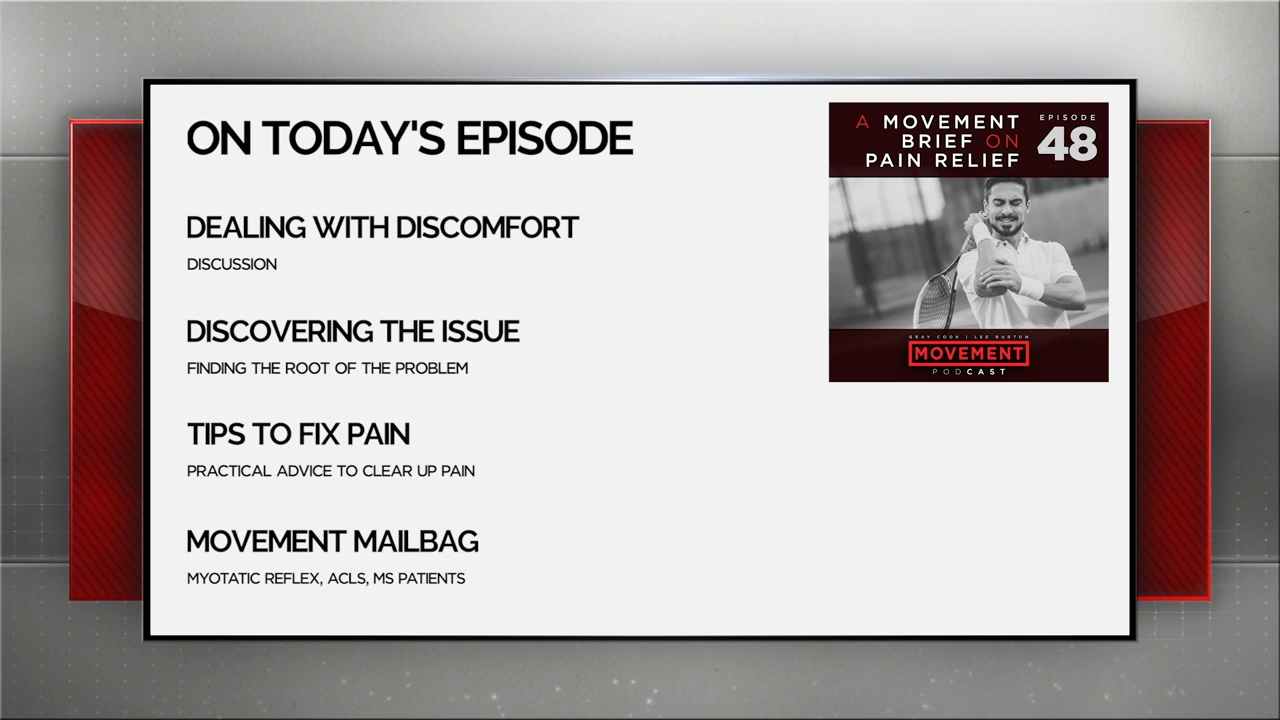 ON TODAY'S EPISODE
DEALING WITH DISCOMFORT
DISCUSSION
DISCOVERING THE ISSUE
FINDING THE ROOT OF THE PROBLEM
TIPS TO FIX PAIN
PRACTICAL ADVICE TO CLEAR UP PAIN
MOVEMENT MAILBAG
MYOTATIC REFLEX, ACLS, MS PATIENTS
A MOVEMENT
BRIEF ON
PAIN RELIEF
EPISODE
48
GRAY COOK | LEE BURTON
MOVEMENT
PODCAST